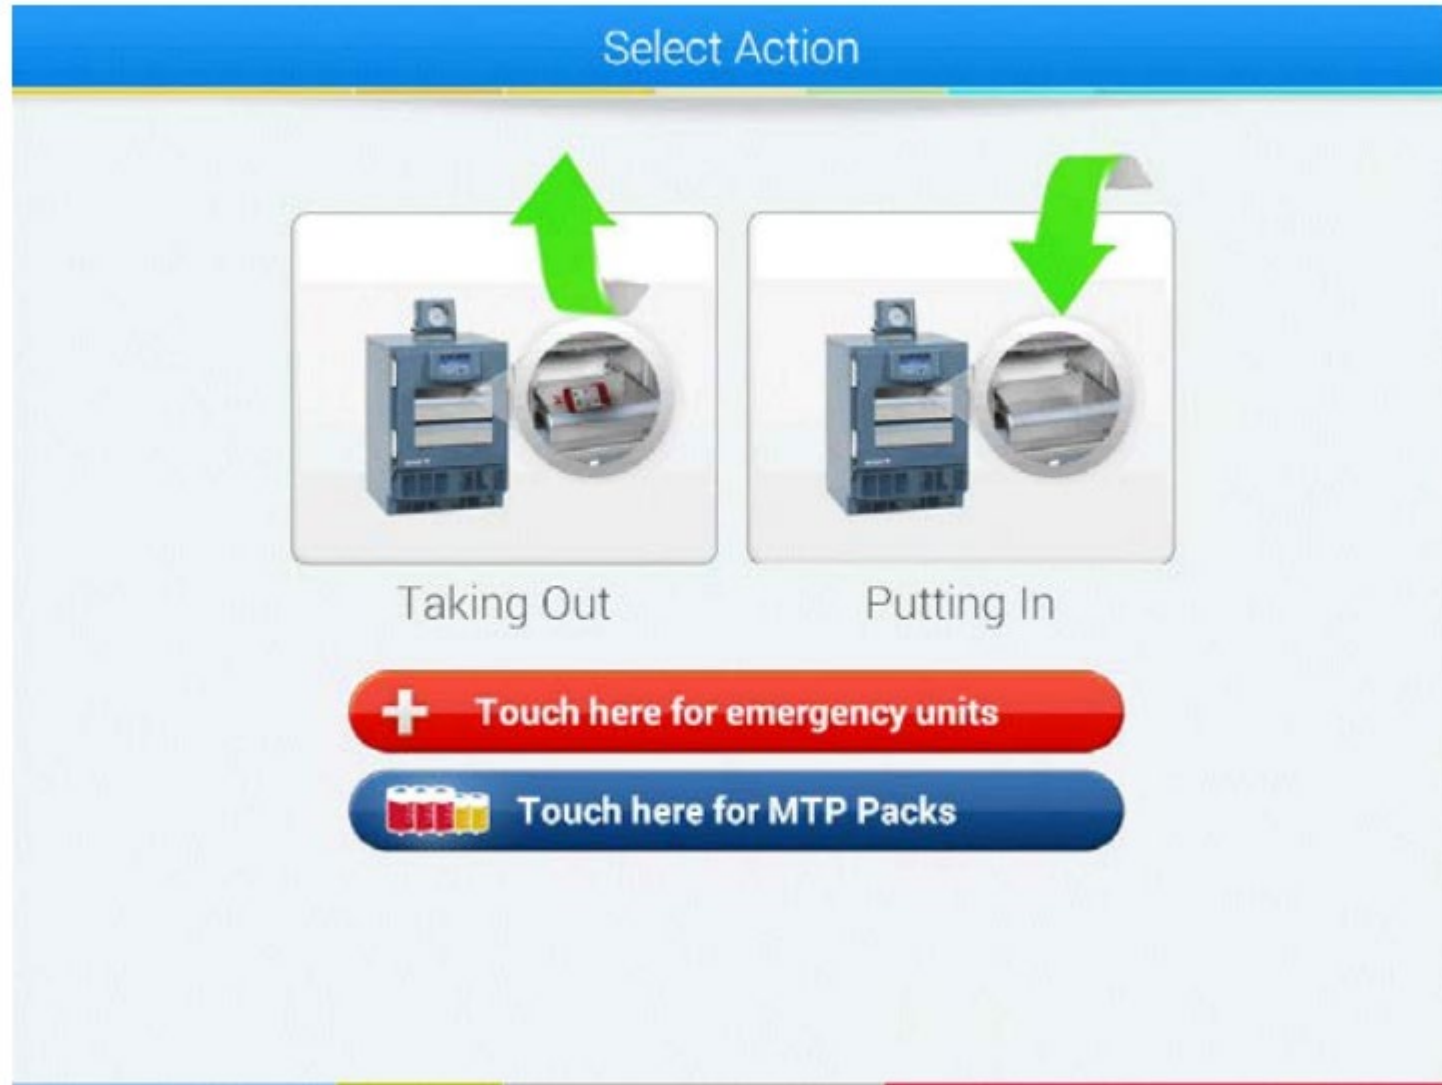 Select Action
Taking Out
Putting In
Touch here for emergency units
Touch here for MTP Packs